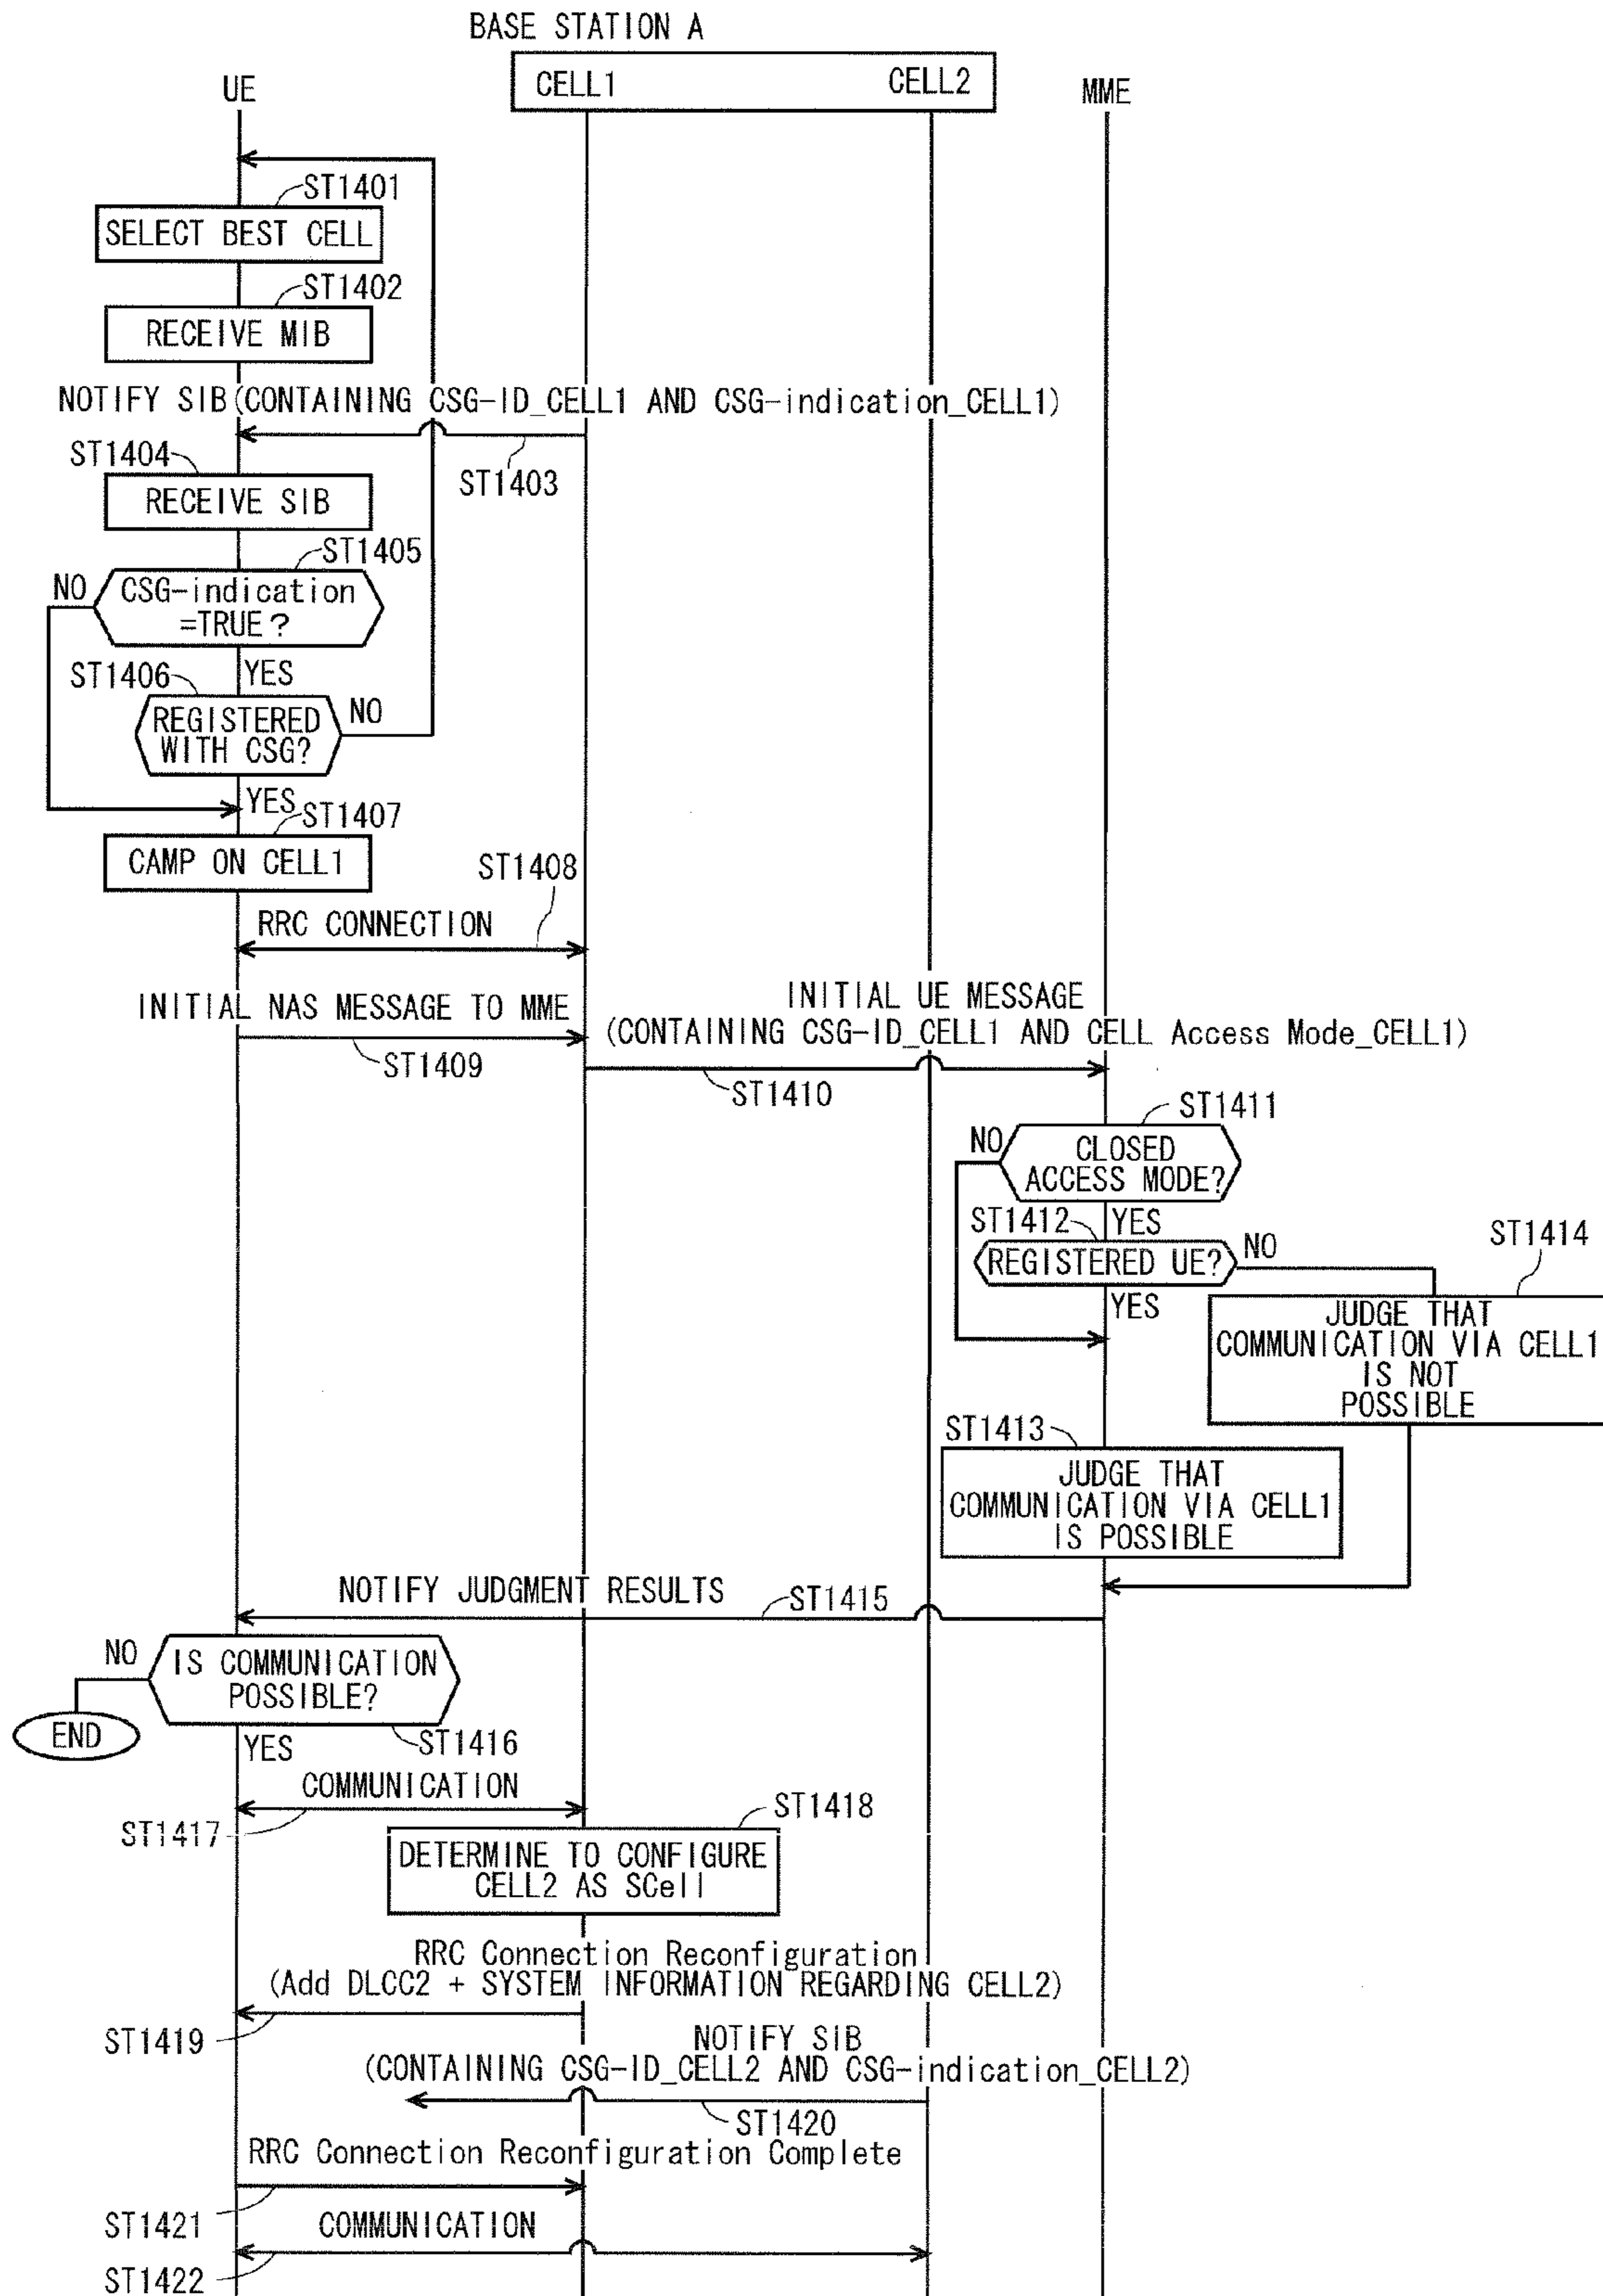 BASE STATION A
UE
CELL1
CELL2
MME
ST1401
SELECT BEST CELL
ST1402
RECEIVE MIB
NOTIFY SIB(CONTAINING CSG-ID_CELL1 AND CSG-indication_CELL1)
ST1403
ST1404
RECEIVE SIB
ST1405
NO
CSG-indication
=TRUE?
YES
ST1406
REGISTERED
WITH CSG?
NO
YES
ST1407
CAMP ON CELL1
ST1408
RRC CONNECTION
INITIAL NAS MESSAGE TO MME
ST1409
INITIAL UE MESSAGE
(CONTAINING CSG-ID_CELL1 AND CELL Access Mode_CELL1)
ST1410
ST1411
NO
CLOSED
ACCESS MODE?
YES
ST1412
REGISTERED UE?
NO
YES
ST1414
JUDGE THAT
COMMUNICATION VIA CELL1
IS NOT
POSSIBLE
ST1413
JUDGE THAT
COMMUNICATION VIA CELL1
IS POSSIBLE
NOTIFY JUDGMENT RESULTS
ST1415
NO
IS COMMUNICATION
POSSIBLE?
END
YES
ST1416
COMMUNICATION
ST1417
ST1418
DETERMINE TO CONFIGURE
CELL2 AS SCell
RRC Connection Reconfiguration
(Add DLCC2 + SYSTEM INFORMATION REGARDING CELL2)
ST1419
NOTIFY SIB
(CONTAINING CSG-ID_CELL2 AND CSG-indication_CELL2)
ST1420
RRC Connection Reconfiguration Complete
ST1421
COMMUNICATION
ST1422